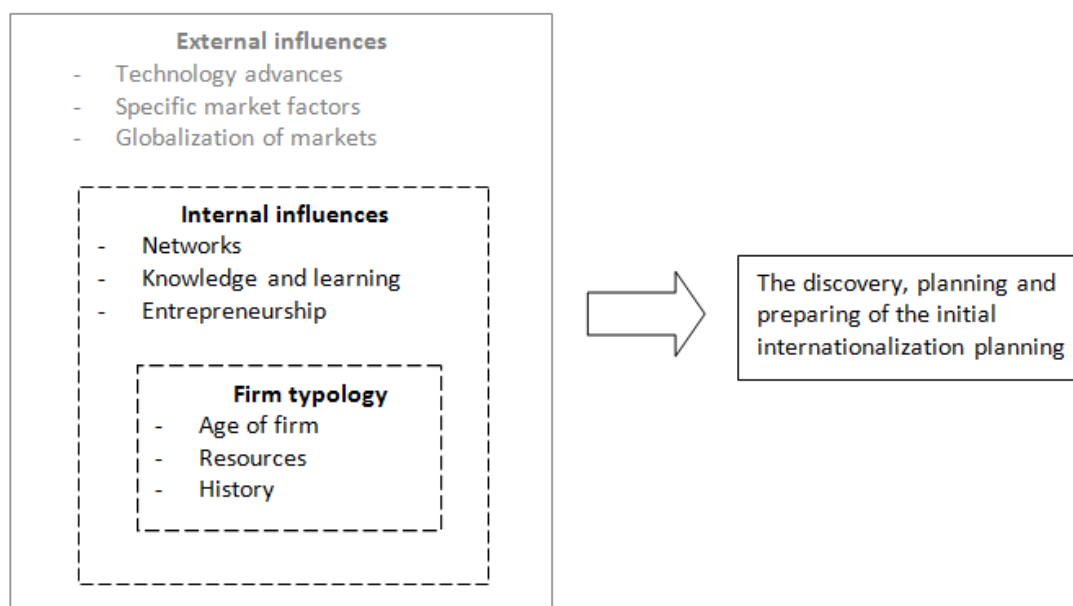 External influences
- Technology advances
- Specific market factors
- Globalization of markets
Internal influences
- Networks
- Knowledge and learning
- Entrepreneurship
Firm typology
- Age of firm
- Resources
- History
The discovery, planning and
preparing of the initial
internationalization planning